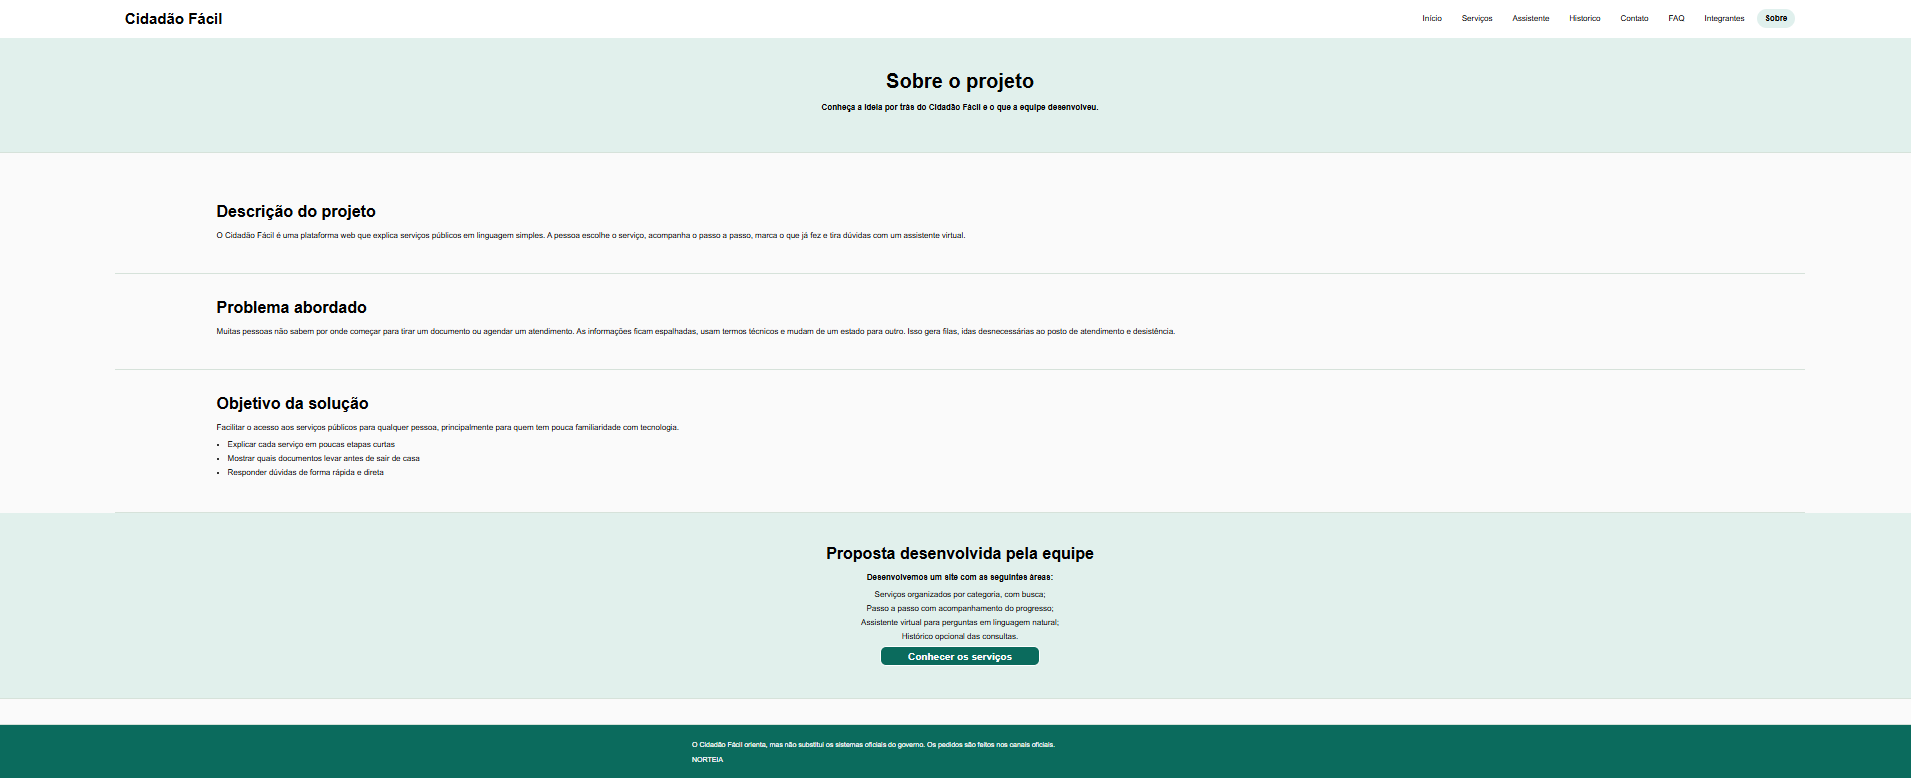 Cidadão Fácil
Início Serviços Assistente Historico Contato FAQ Integrantes Sobre
Sobre o projeto
Conheça a ideia por trás do Cidadão Fácil e o que a equipe desenvolveu.
Descrição do projeto
O Cidadão Fácil é uma plataforma web que explica serviços públicos em linguagem simples. A pessoa escolhe o serviço, acompanha o passo a passo, marca o que já fez e tira dúvidas com um assistente virtual.
Problema abordado
Muitas pessoas não sabem por onde começar para tirar um documento ou agendar um atendimento. As informações ficam espalhadas, usam termos técnicos e mudam de um estado para outro. Isso gera filas, idas desnecessárias ao posto de atendimento e desistência.
Objetivo da solução
Facilitar o acesso aos serviços públicos para qualquer pessoa, principalmente para quem tem pouca familiaridade com tecnologia.
• Explicar cada serviço em poucas etapas curtas
• Mostrar quais documentos levar antes de sair de casa
• Responder dúvidas de forma rápida e direta
Proposta desenvolvida pela equipe
Desenvolvemos um site com as seguintes áreas:
Serviços organizados por categoria, com busca;
Passo a passo com acompanhamento do progresso;
Assistente virtual para perguntas em linguagem natural;
Histórico opcional das consultas.
Conhecer os serviços
O Cidadão Fácil orienta, mas não substitui os sistemas oficiais do governo. Os pedidos são feitos nos canais oficiais.
NORTEIA